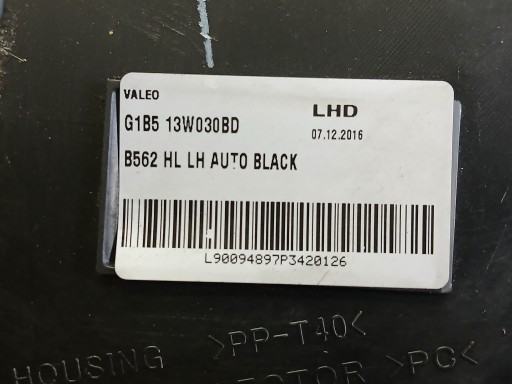 VALEO
LHD
G1B5 13W030BD
07.12.2016
B562 HL LH AUTO BLACK
L90094897P3420126
HOUSING >PP-T40<
>PC<